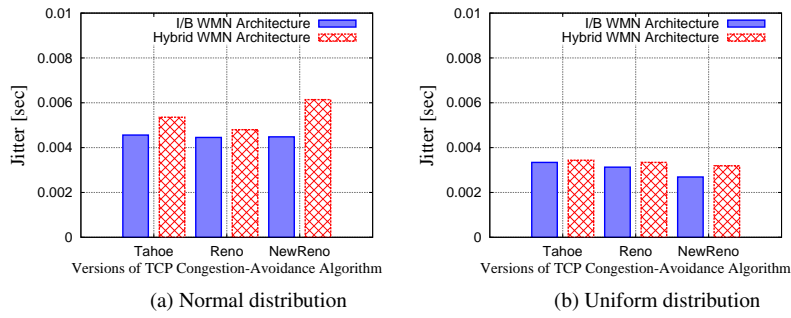 0.01
0.008
0.006
0.004
0.002
0
Jitter [sec]
I/B WMN Architecture
Hybrid WMN Architecture
Tahoe Reno NewReno
Versions of TCP Congestion-Avoidance Algorithm
(a) Normal distribution
0.01
0.008
0.006
0.004
0.002
0
Jitter [sec]
I/B WMN Architecture
Hybrid WMN Architecture
Tahoe Reno NewReno
Versions of TCP Congestion-Avoidance Algorithm
(b) Uniform distribution